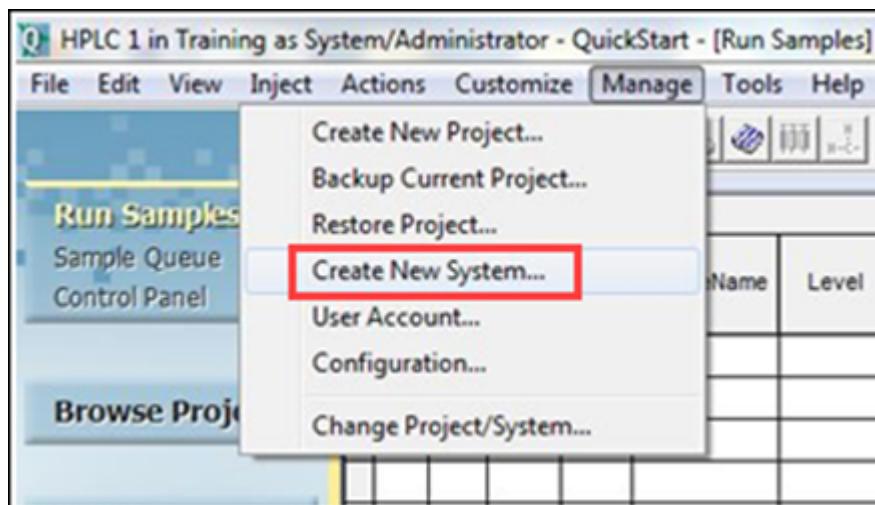 HPLC 1 in Training as System/Administrator - QuickStart - [Run Samples]
File Edit View Inject Actions Customize Manage Tools Help
Create New Project...
Backup Current Project...
Restore Project...
Create New System...
User Account...
Configuration...
Change Project/System...
Run Samples
Sample Queue
Control Panel
Browse Proj
Name Level